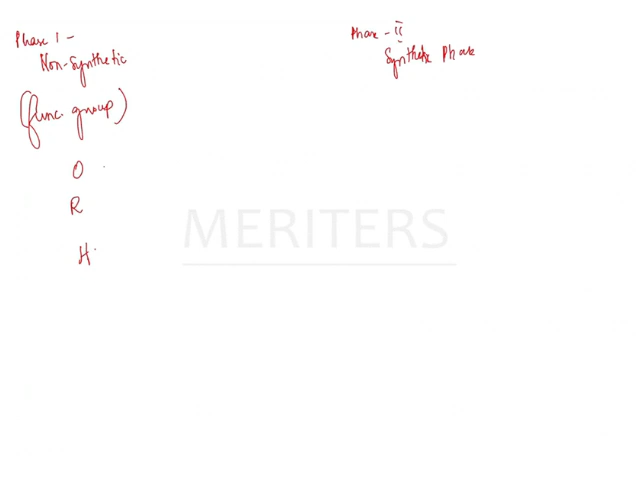 Phase I -
Non-Synthetic
(func. group)
O
R
H
Phase - II
Synthetic Phase
MERITERS